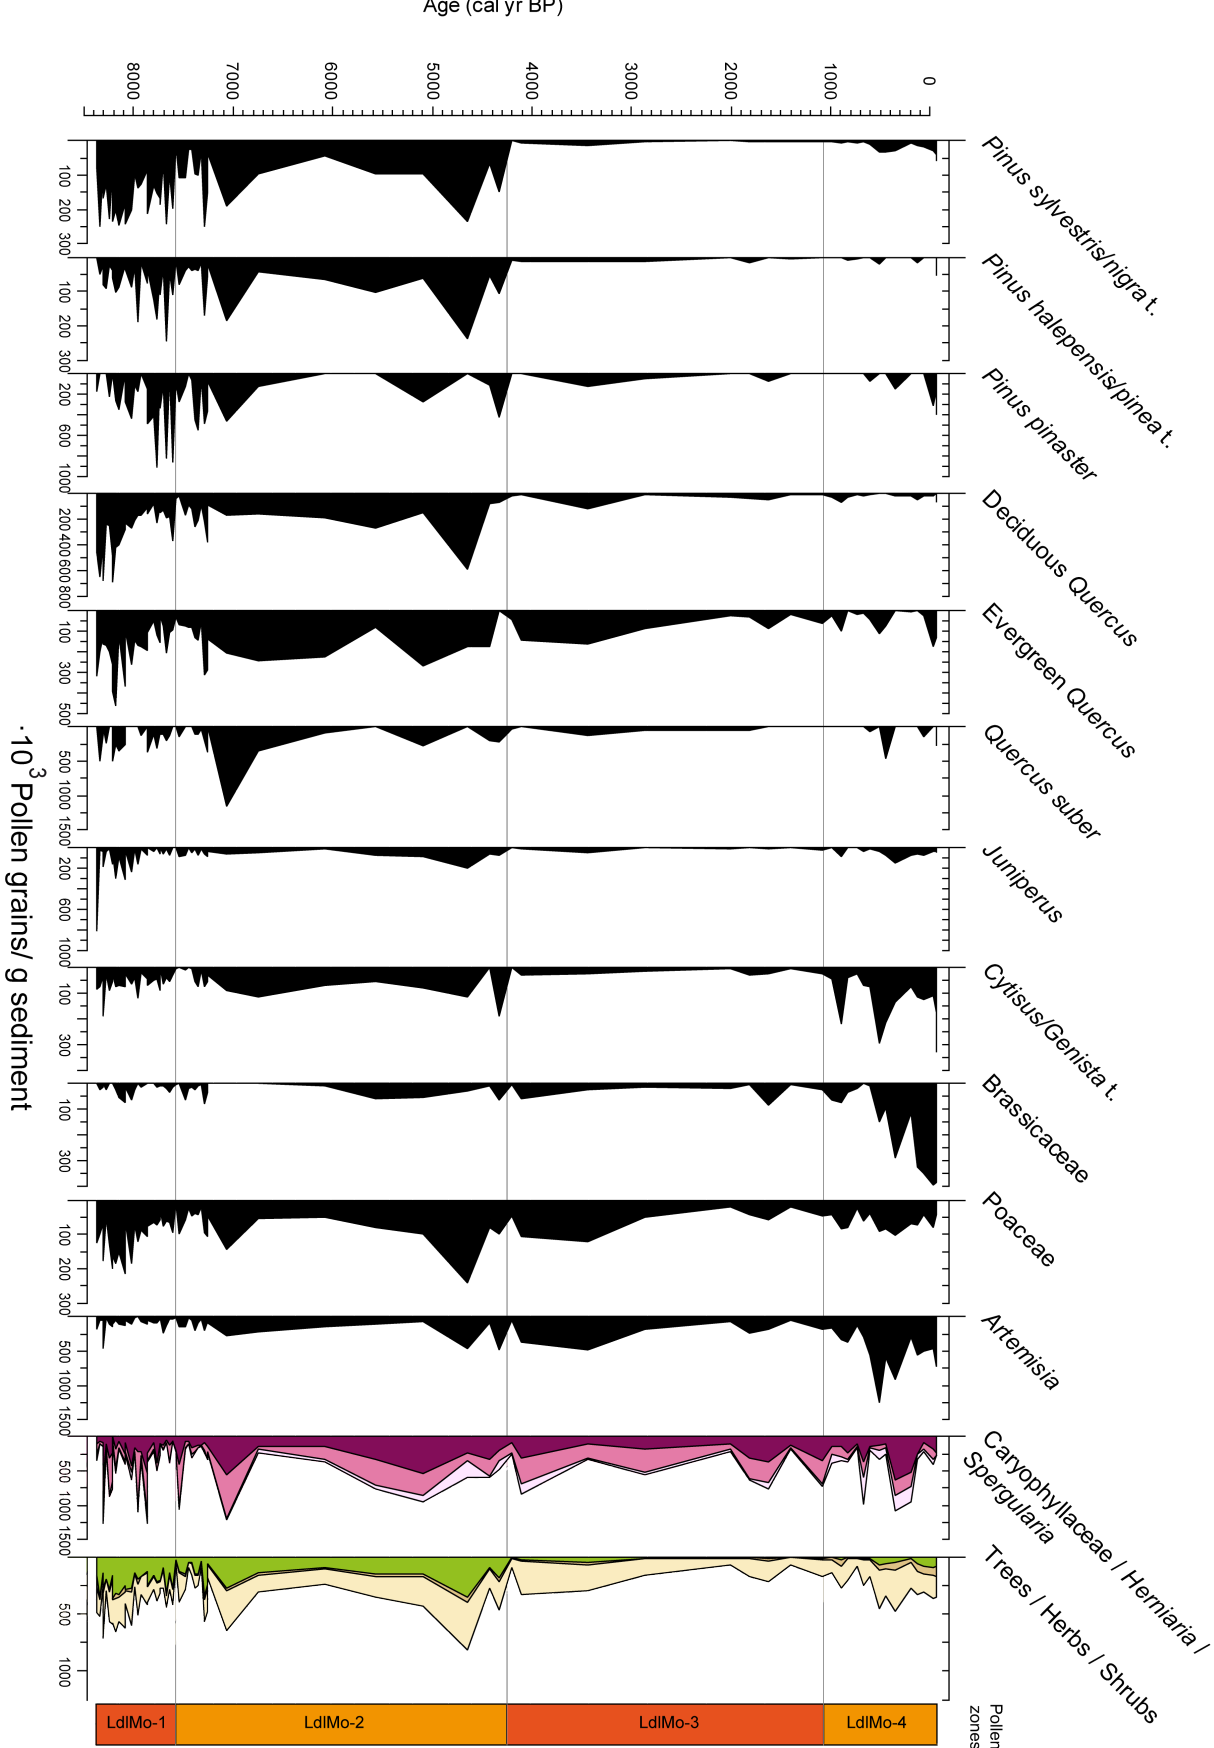 Age (cal yr BP)
8000 7000 6000 5000 4000 3000 2000 1000 0
Pinus sylvestris/nigra t.
100 200 300
Pinus halepensis/pinea t.
100 200 300
Pinus pinaster
200 600 1000
Deciduous Quercus
200 400 600 800
Evergreen Quercus
100 300 500
Quercus suber
500 1000 1500
Juniperus
200 600 1000
Cytisus/Genista t.
100 300
Brassicaceae
100 300
Poaceae
100 200 300
Artemisia
500 1000 1500
Caryophyllaceae / Herniaria /
Spergularia
500 1000 1500
Trees / Herbs / Shrubs
500 1000
·10³ Pollen grains/ g sediment
Pollen
zones
LdlMo-1 LdlMo-2 LdlMo-3 LdlMo-4